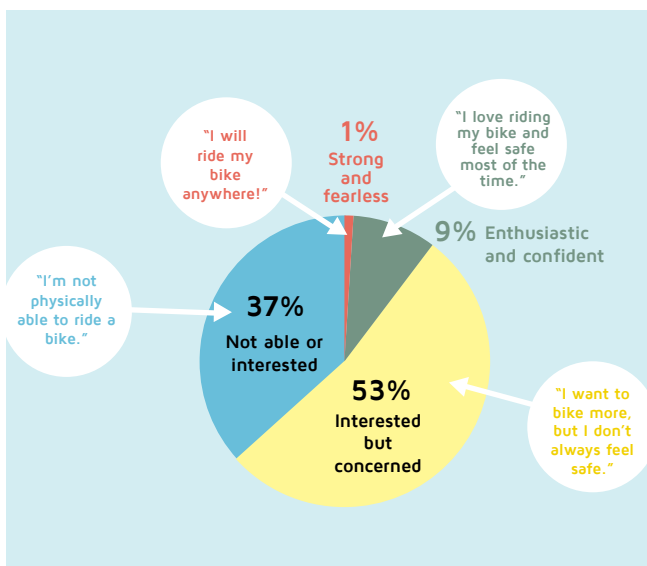 "I will
ride my
bike
anywhere!"
1%
Strong
and
fearless
"I love riding
my bike and
feel safe
most of the
time."
9% Enthusiastic
and confident
"I'm not
physically
able to ride a
bike."
37%
Not able or
interested
53%
Interested
but
concerned
"I want to
bike more,
but I don't
always feel
safe."